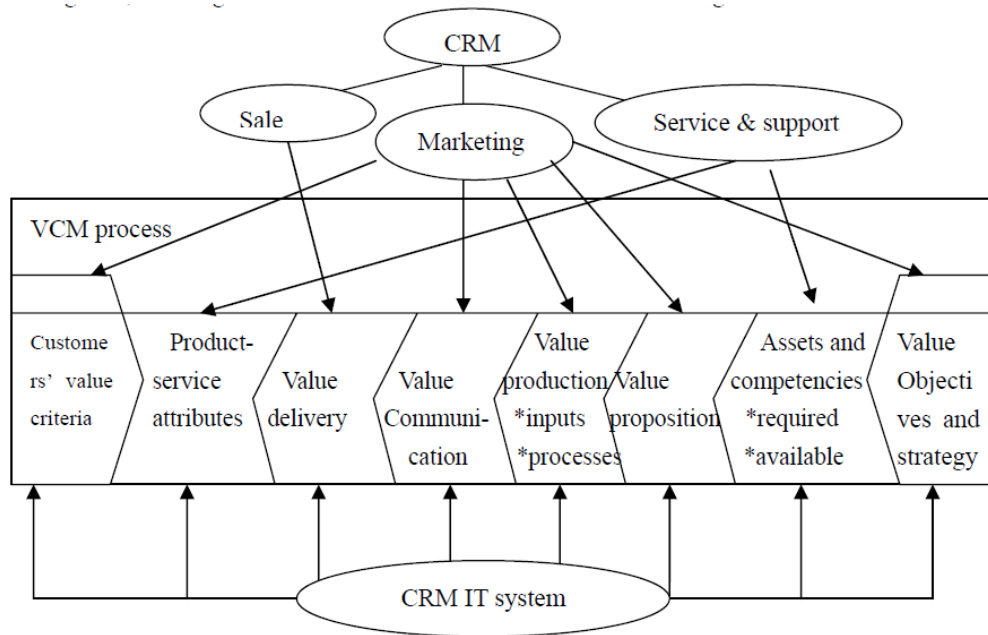 CRM
Sale
Marketing
Service & support
VCM process
Custome
rs' value
criteria
Product-
service
attributes
Value
delivery
Value
Communi-
cation
Value
production
*inputs
*processes
Value
proposition
Assets and
competencies
*required
*available
Value
Objecti
ves and
strategy
CRM IT system